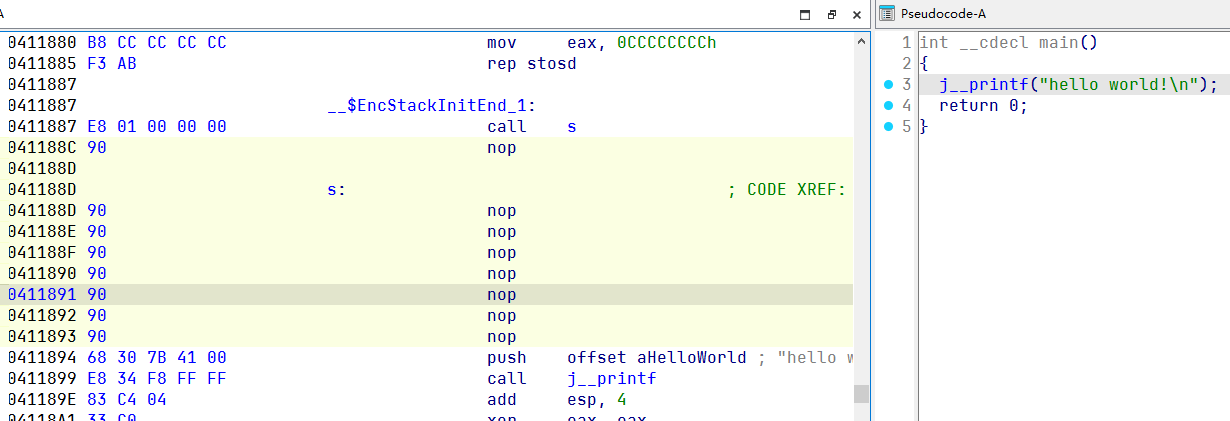 A
Pseudocode-A
0411880 B8 CC CC CC CC mov eax, 0CCCCCCCCh
0411885 F3 AB rep stosd
0411887
0411887 __$EncStackInitEnd_1:
0411887 E8 01 00 00 00 call s
041188C 90 nop
041188D
041188D s: ; CODE XREF:
041188D 90 nop
041188E 90 nop
041188F 90 nop
0411890 90 nop
0411891 90 nop
0411892 90 nop
0411893 90 nop
0411894 68 30 7B 41 00 push offset aHelloWorld ; "hello w
0411899 E8 34 F8 FF FF call j__printf
041189E 83 C4 04 add esp, 4
04118A1 33 C0 xor eax, eax
1 int __cdecl main()
2 {
3 j__printf("hello world!\n");
4 return 0;
5 }